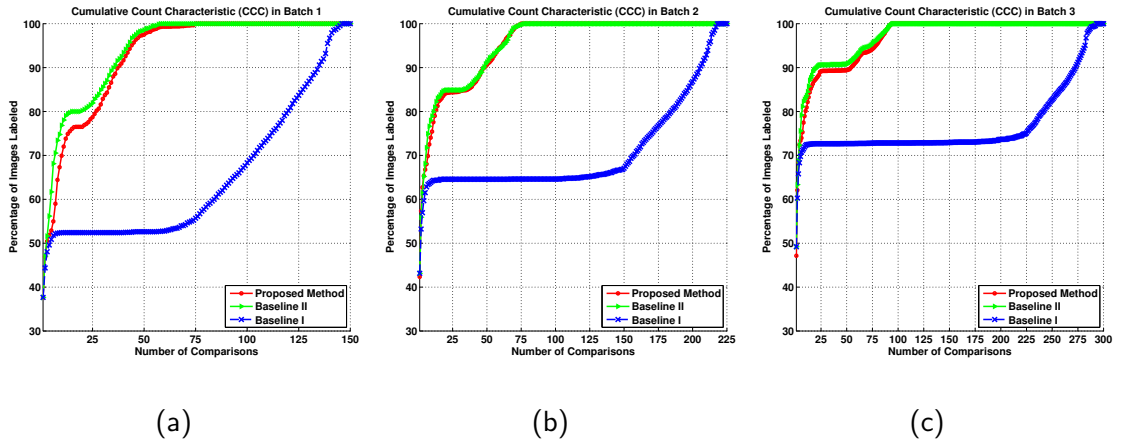 Cumulative Count Characteristic (CCC) in Batch 1
100
90
80
70
60
50
40
30
Percentage of Images Labeled
25 50 75 100 125 150
Number of Comparisons
Proposed Method
Baseline II
Baseline I
(a)
Cumulative Count Characteristic (CCC) in Batch 2
100
90
80
70
60
50
40
30
Percentage of Images Labeled
25 50 75 100 125 150 175 200 225
Number of Comparisons
Proposed Method
Baseline II
Baseline I
(b)
Cumulative Count Characteristic (CCC) in Batch 3
100
90
80
70
60
50
40
30
Percentage of Images Labeled
25 50 75 100 125 150 175 200 225 250 275 300
Number of Comparisons
Proposed Method
Baseline II
Baseline I
(c)